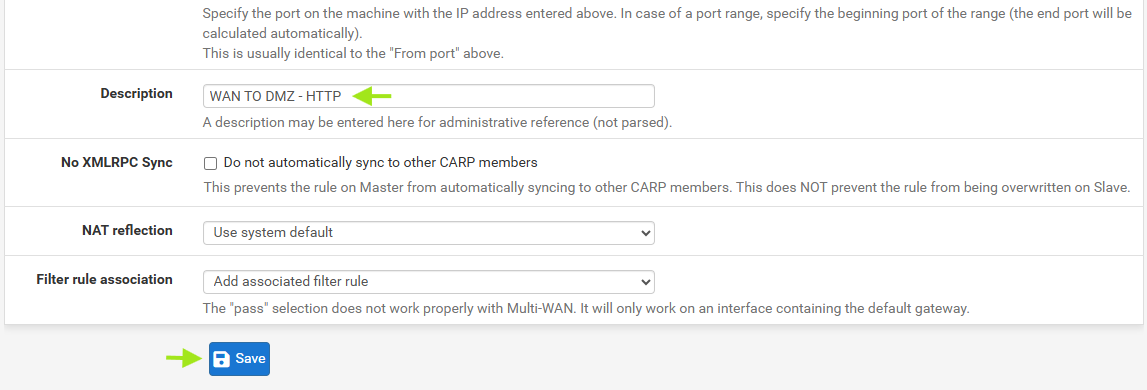 Specify the port on the machine with the IP address entered above. In case of a port range, specify the beginning port of the range (the end port will be
calculated automatically).
This is usually identical to the "From port" above.
Description
WAN TO DMZ - HTTP
A description may be entered here for administrative reference (not parsed).
No XMLRPC Sync
Do not automatically sync to other CARP members
This prevents the rule on Master from automatically syncing to other CARP members. This does NOT prevent the rule from being overwritten on Slave.
NAT reflection
Use system default
Filter rule association
Add associated filter rule
The "pass" selection does not work properly with Multi-WAN. It will only work on an interface containing the default gateway.
Save